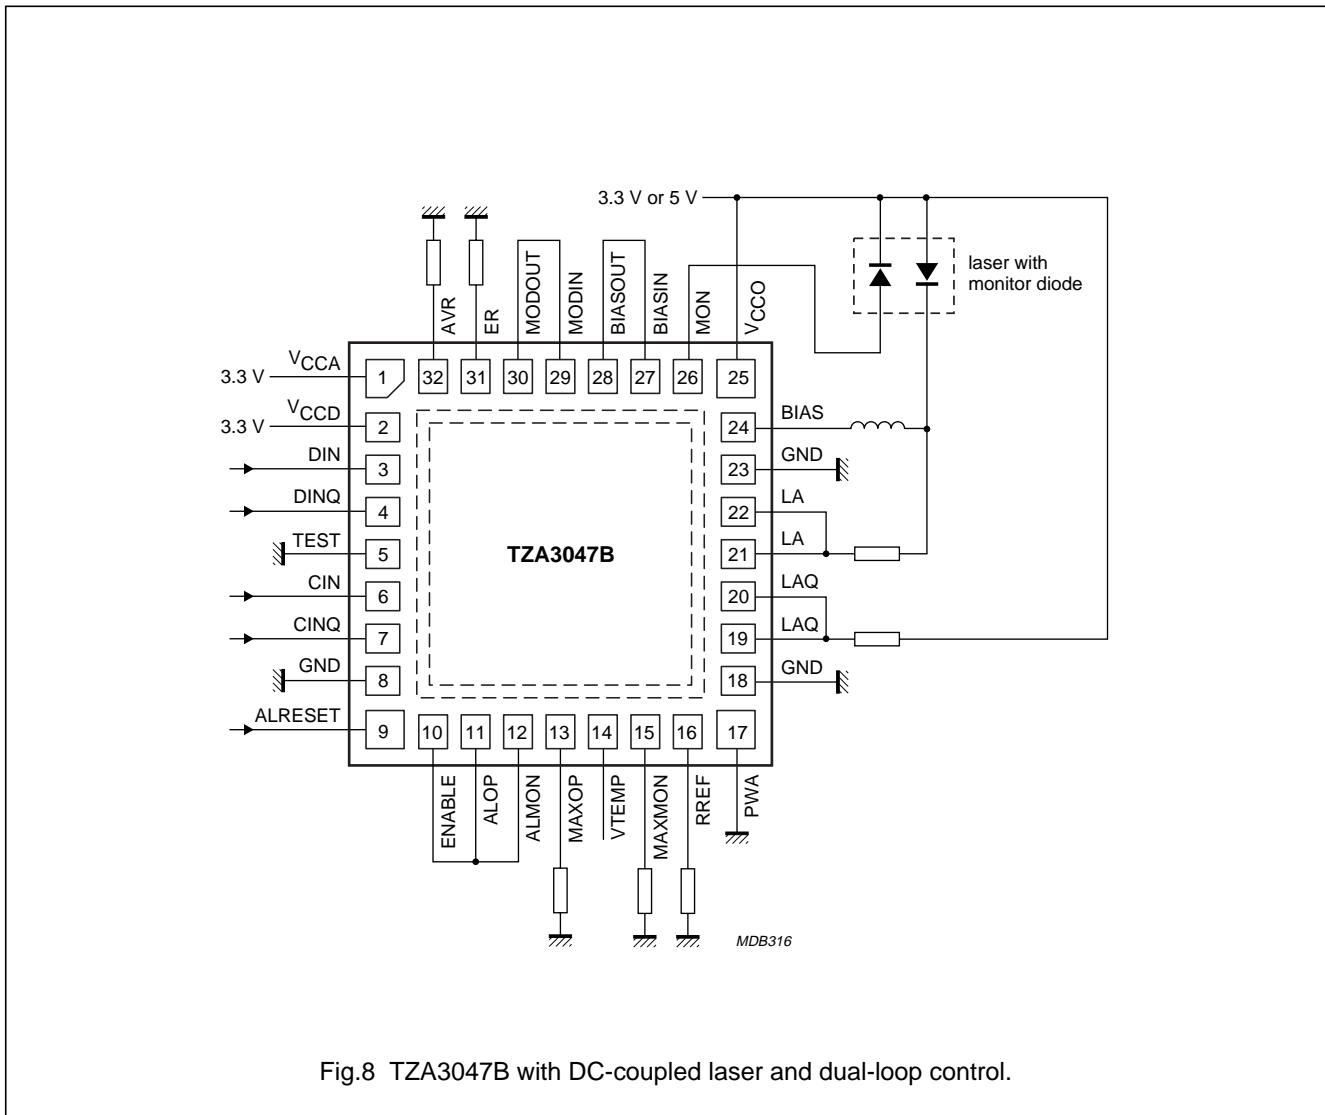 3.3 V or 5 V
laser with
monitor diode
AVR
ER
MODOUT
MODIN
BIASOUT
BIASIN
MON
VCCO
3.3 V
VCCA
1
32
31
30
29
28
27
26
25
3.3 V
VCCD
2
24
BIAS
DIN
3
23
GND
DINQ
4
22
LA
TEST
5
TZA3047B
21
LA
CIN
6
20
LAQ
CINQ
7
19
LAQ
GND
8
18
GND
ALRESET
9
10
11
12
13
14
15
16
17
ENABLE
ALOP
ALMON
MAXOP
VTEMP
MAXMON
RREF
PWA
MDB316
Fig.8 TZA3047B with DC-coupled laser and dual-loop control.